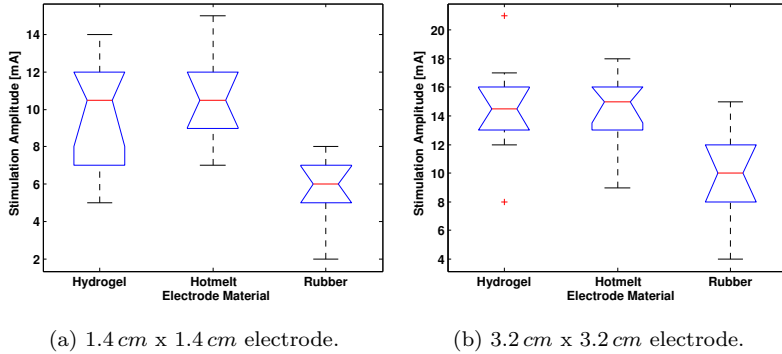 Stimulation Amplitude [mA]
14
12
10
8
6
4
2
Hydrogel Hotmelt Rubber
Electrode Material
(a) 1.4 cm x 1.4 cm electrode.
Stimulation Amplitude [mA]
20
18
16
14
12
10
8
6
4
Hydrogel Hotmelt Rubber
Electrode Material
(b) 3.2 cm x 3.2 cm electrode.